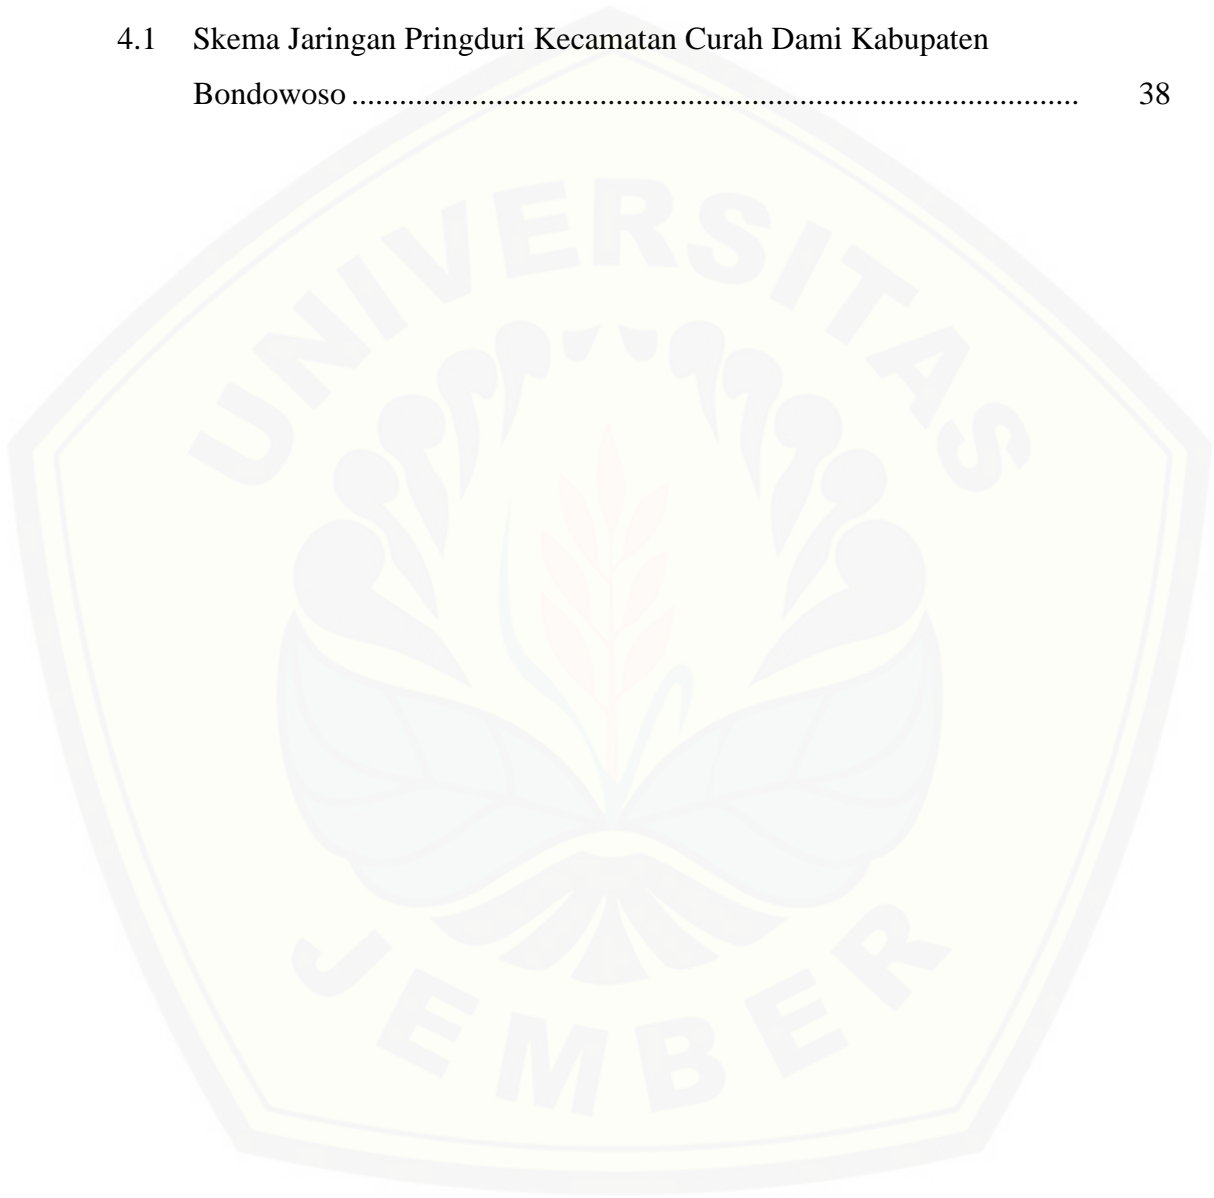 4.1 Skema Jaringan Pringduri Kecamatan Curah Dami Kabupaten
Bondowoso ........................................................................................... 38
UNIVERSITAS
JEMBER